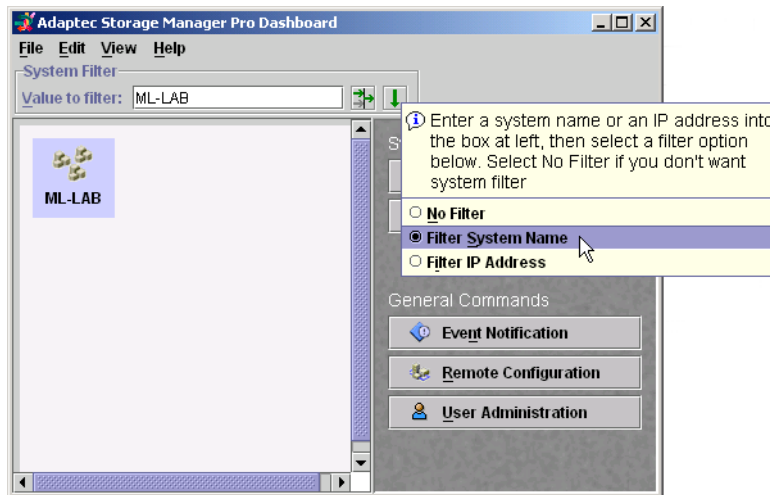 Adaptec Storage Manager Pro Dashboard
File Edit View Help
System Filter
Value to filter: ML-LAB
Enter a system name or an IP address into
the box at left, then select a filter option
below. Select No Filter if you don't want
system filter
No Filter
Filter System Name
Filter IP Address
ML-LAB
General Commands
Event Notification
Remote Configuration
User Administration